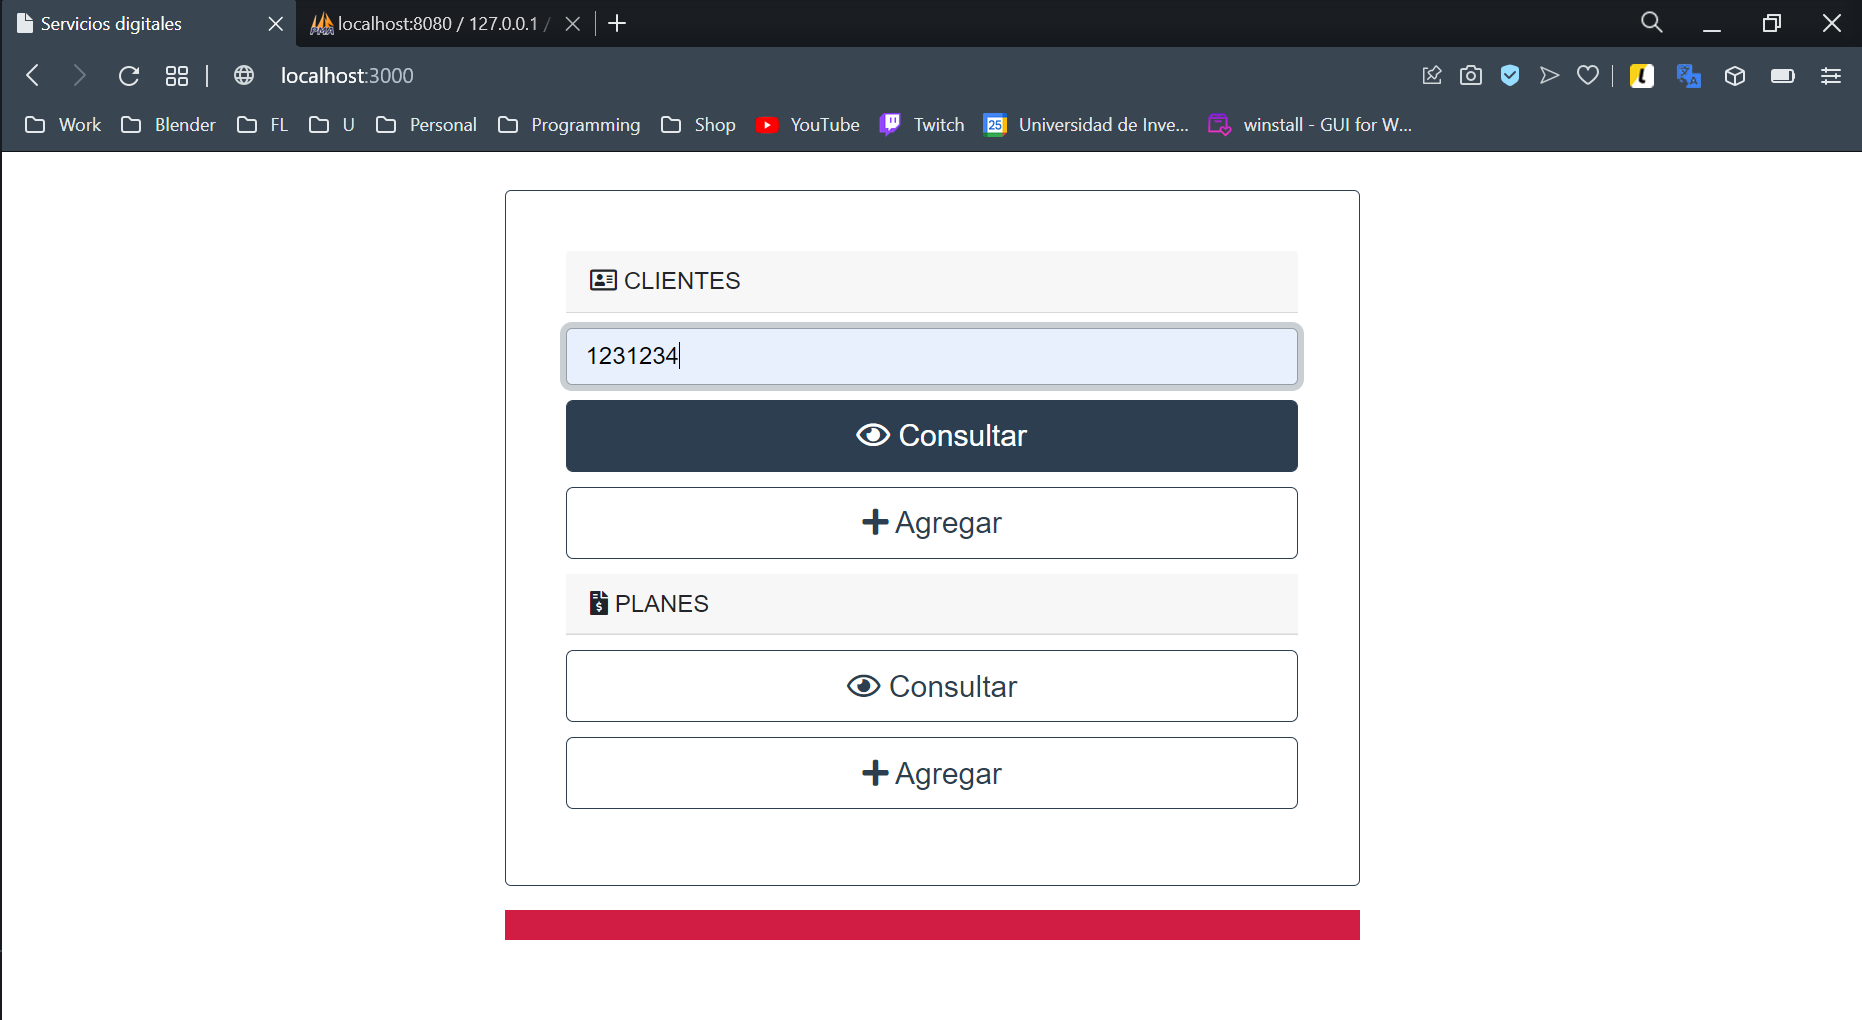 Servicios digitales
localhost:8080 / 127.0.0.1 /
localhost:3000
Work Blender FL U Personal Programming Shop YouTube Twitch 25 Universidad de Inve... winstall - GUI for W...
CLIENTES
1231234
Consultar
Agregar
PLANES
Consultar
Agregar